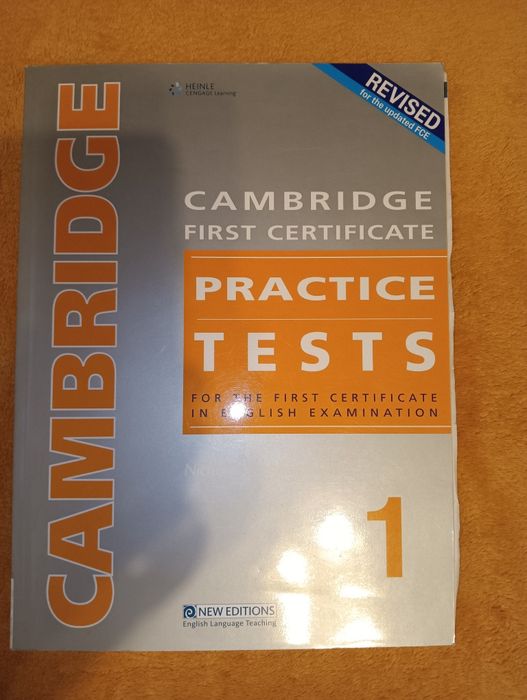 HEINLE
CENGAGE Learning™
REVISED
for the updated FCE
CAMBRIDGE
CAMBRIDGE
FIRST CERTIFICATE
PRACTICE
TESTS
FOR THE FIRST CERTIFICATE
IN ENGLISH EXAMINATION
1
NEW EDITIONS
English Language Teaching